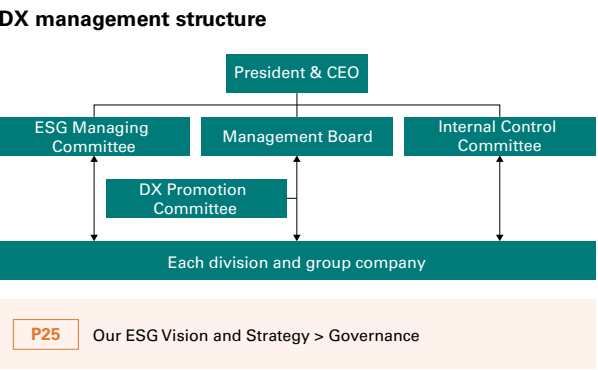 DX management structure
President & CEO
ESG Managing
Committee
Management Board
Internal Control
Committee
DX Promotion
Committee
Each division and group company
P25 Our ESG Vision and Strategy > Governance